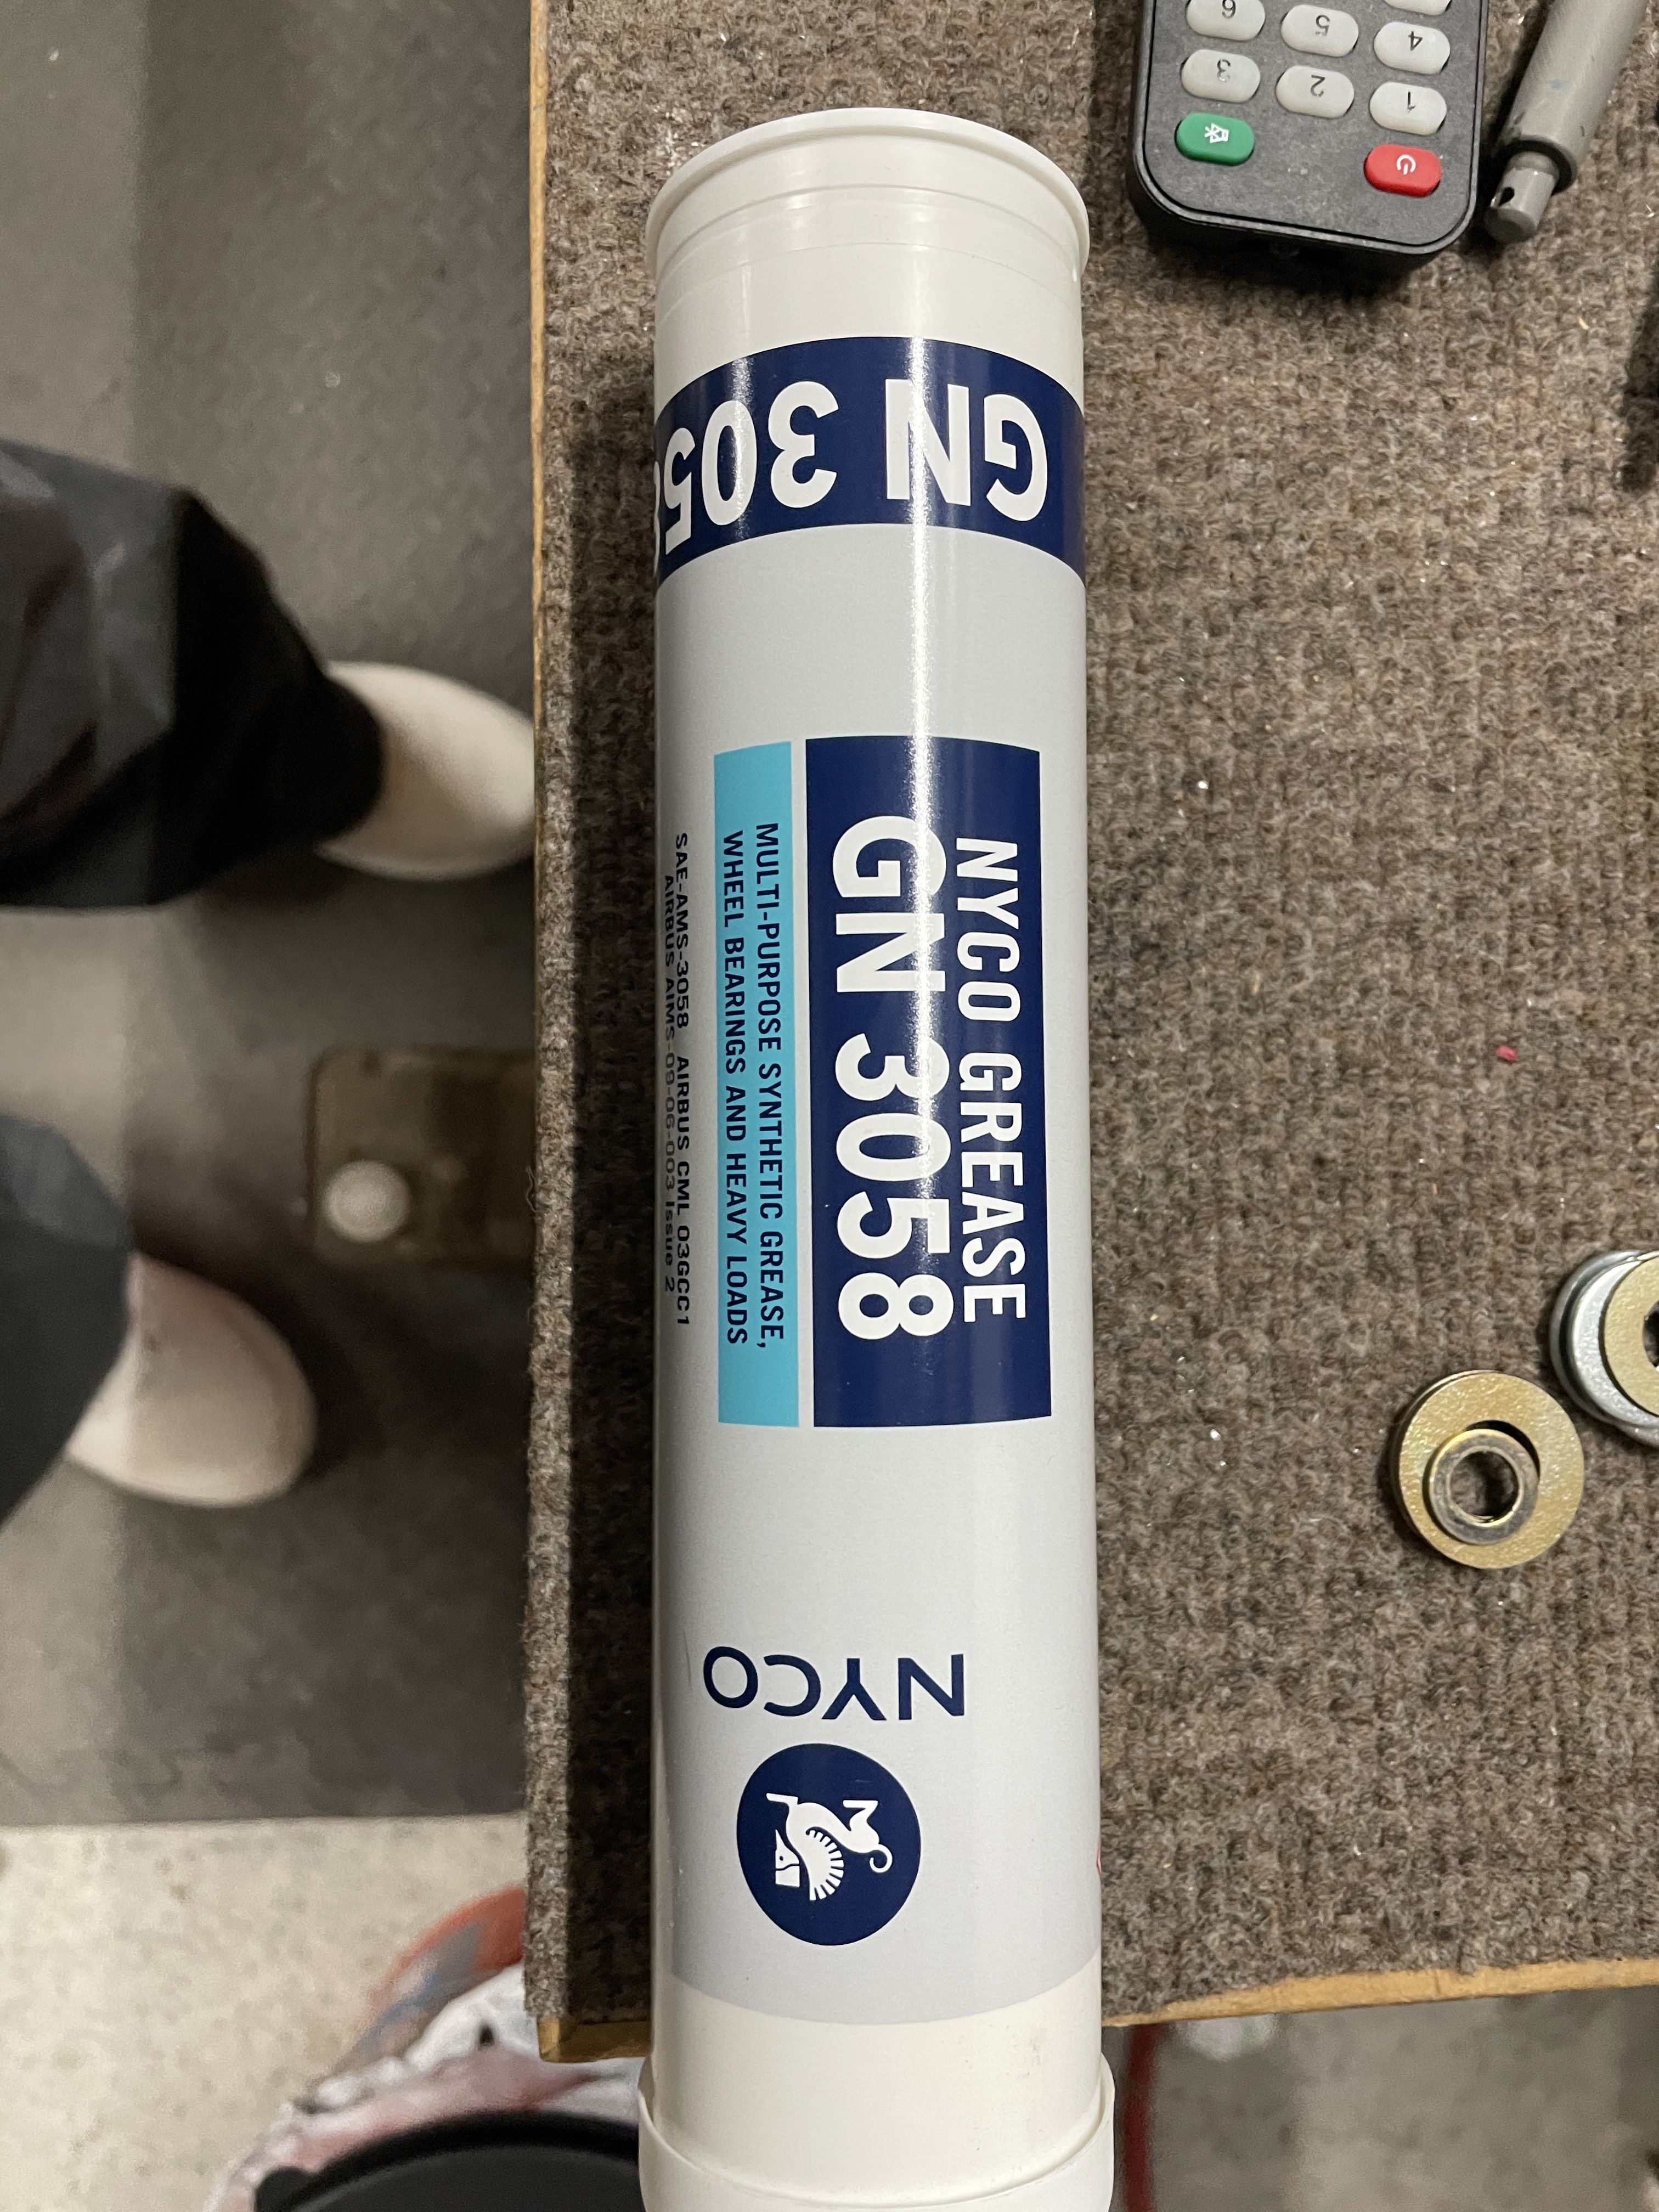 GN 305
NYCO GREASE
GN 3058
MULTI-PURPOSE SYNTHETIC GREASE,
WHEEL BEARINGS AND HEAVY LOADS
SAE-AMS-3058 AIRBUS CML 03GCC1
AIRBUS AIMS-09-06-003 Issue 2
NYCO
1 2 3
4 5 6